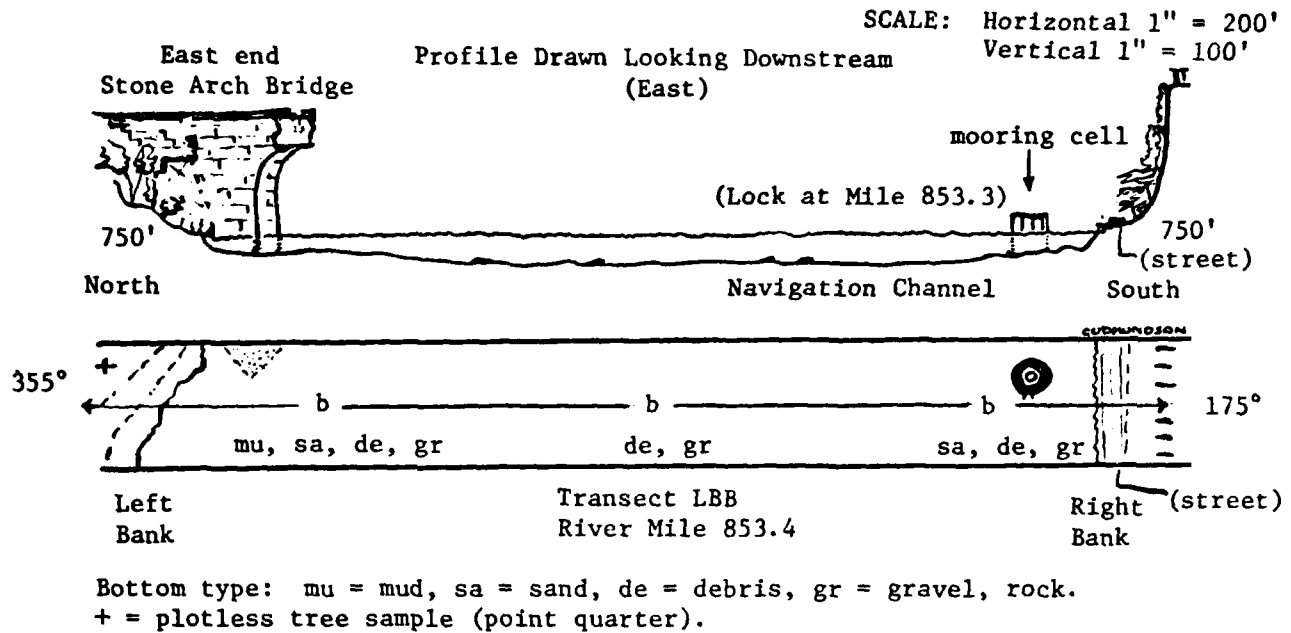 SCALE: Horizontal 1" = 200'
Vertical 1" = 100'
East end
Stone Arch Bridge
Profile Drawn Looking Downstream
(East)
mooring cell
(Lock at Mile 853.3)
750'
750'
(street)
North
Navigation Channel
South
GUDMUNDSON
+
355°
b
b
b
175°
mu, sa, de, gr
de, gr
sa, de, gr
Left
Bank
Transect LBB
River Mile 853.4
Right
Bank
(street)
Bottom type: mu = mud, sa = sand, de = debris, gr = gravel, rock.
+ = plotless tree sample (point quarter).